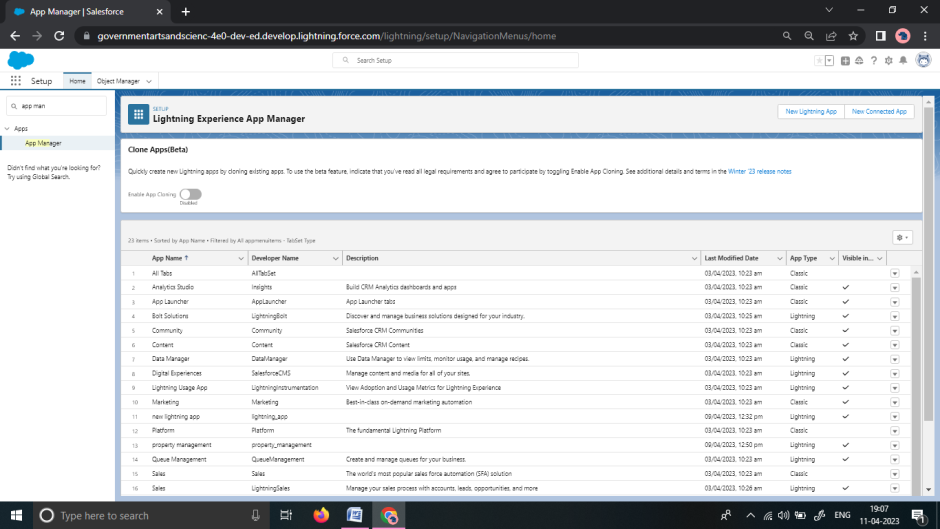 App Manager | Salesforce
governmentartsandscienc-4e0-dev-ed.develop.lightning.force.com/lightning/setup/NavigationMenus/home
Search Setup
Setup Home Object Manager
app man
Apps
App Manager
Didn't find what you're looking for?
Try using Global Search.
SETUP
Lightning Experience App Manager
New Lightning App New Connected App
Clone Apps(Beta)
Quickly create new Lightning apps by cloning existing apps. To use the beta feature, indicate that you've read all legal requirements and agree to participate by toggling Enable App Cloning. See additional details and terms in the Winter '23 release notes
Enable App Cloning
Disabled
23 items • Sorted by App Name • Filtered by All appmenuitems - TabSet Type
App Name ↑ Developer Name Description Last Modified Date App Type Visible in...
1 All Tabs AllTabSet 03/04/2023, 10:23 am Classic
2 Analytics Studio Insights Build CRM Analytics dashboards and apps 03/04/2023, 10:23 am Classic
3 App Launcher AppLauncher App Launcher tabs 03/04/2023, 10:23 am Classic
4 Bolt Solutions LightningBolt Discover and manage business solutions designed for your industry. 03/04/2023, 10:25 am Lightning
5 Community Community Salesforce CRM Communities 03/04/2023, 10:23 am Classic
6 Content Content Salesforce CRM Content 03/04/2023, 10:23 am Classic
7 Data Manager DataManager Use Data Manager to view limits, monitor usage, and manage recipes. 03/04/2023, 10:23 am Lightning
8 Digital Experiences SalesforceCMS Manage content and media for all of your sites. 03/04/2023, 10:23 am Lightning
9 Lightning Usage App LightningInstrumentation View Adoption and Usage Metrics for Lightning Experience 03/04/2023, 10:23 am Lightning
10 Marketing Marketing Best-in-class on-demand marketing automation 03/04/2023, 10:23 am Classic
11 new lightning app lightning_app 09/04/2023, 12:32 pm Lightning
12 Platform Platform The fundamental Lightning Platform 03/04/2023, 10:23 am Classic
13 property management property_management 09/04/2023, 12:50 pm Lightning
14 Queue Management QueueManagement Create and manage queues for your business. 03/04/2023, 10:23 am Lightning
15 Sales Sales The world's most popular sales force automation (SFA) solution 03/04/2023, 10:23 am Classic
16 Sales LightningSales Manage your sales process with accounts, leads, opportunities, and more 03/04/2023, 10:26 am Lightning
Type here to search
ENG
19:07
11-04-2023
1